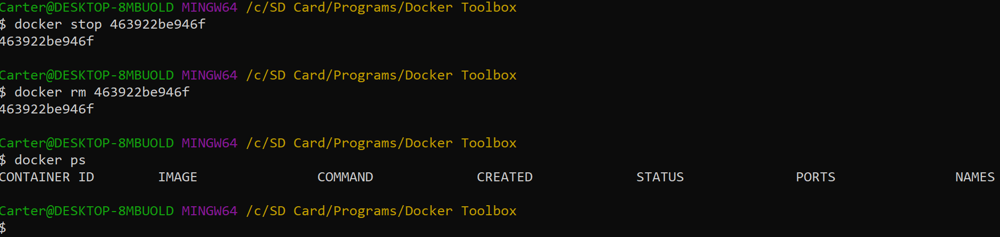 Carter@DESKTOP-8MBUOLD MINGW64 /c/SD Card/Programs/Docker Toolbox
$ docker stop 463922be946f
463922be946f
Carter@DESKTOP-8MBUOLD MINGW64 /c/SD Card/Programs/Docker Toolbox
$ docker rm 463922be946f
463922be946f
Carter@DESKTOP-8MBUOLD MINGW64 /c/SD Card/Programs/Docker Toolbox
$ docker ps
CONTAINER ID        IMAGE               COMMAND             CREATED             STATUS              PORTS               NAMES
Carter@DESKTOP-8MBUOLD MINGW64 /c/SD Card/Programs/Docker Toolbox
$